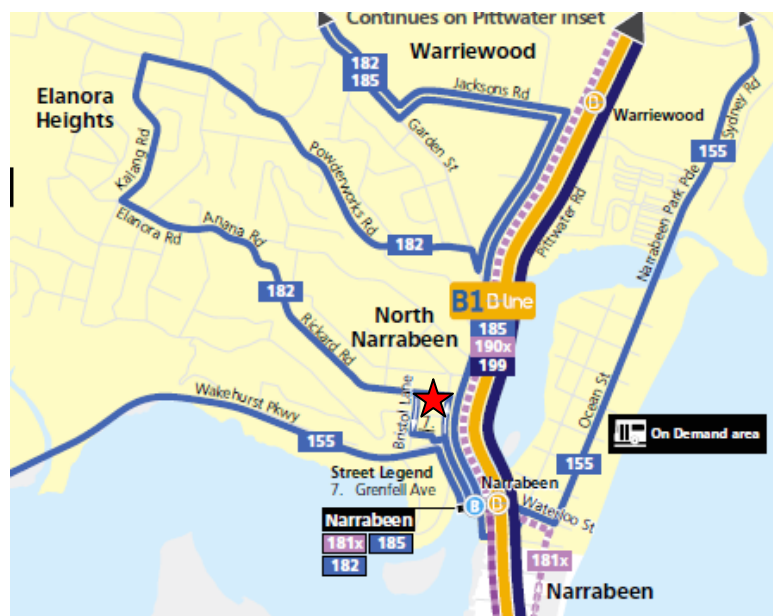 Continues on Pittwater inset
Warriewood
182
185
Jacksons Rd
Elanora
Heights
Warriewood
Garden St
Sydney Rd
155
Kalang Rd
Powderworks Rd
Narrabeen Park Pde
Pittwater Rd
Elanora Rd
Anana Rd
182
182
B1 B-line
North
Narrabeen
185
190x
199
Rickard Rd
Wakehurst Pkwy
Bristol Lane
7.
Ocean St
155
On Demand area
155
Street Legend
7. Grenfell Ave
Narrabeen
B
Waterloo St
Narrabeen
181x
185
182
181x
Narrabeen